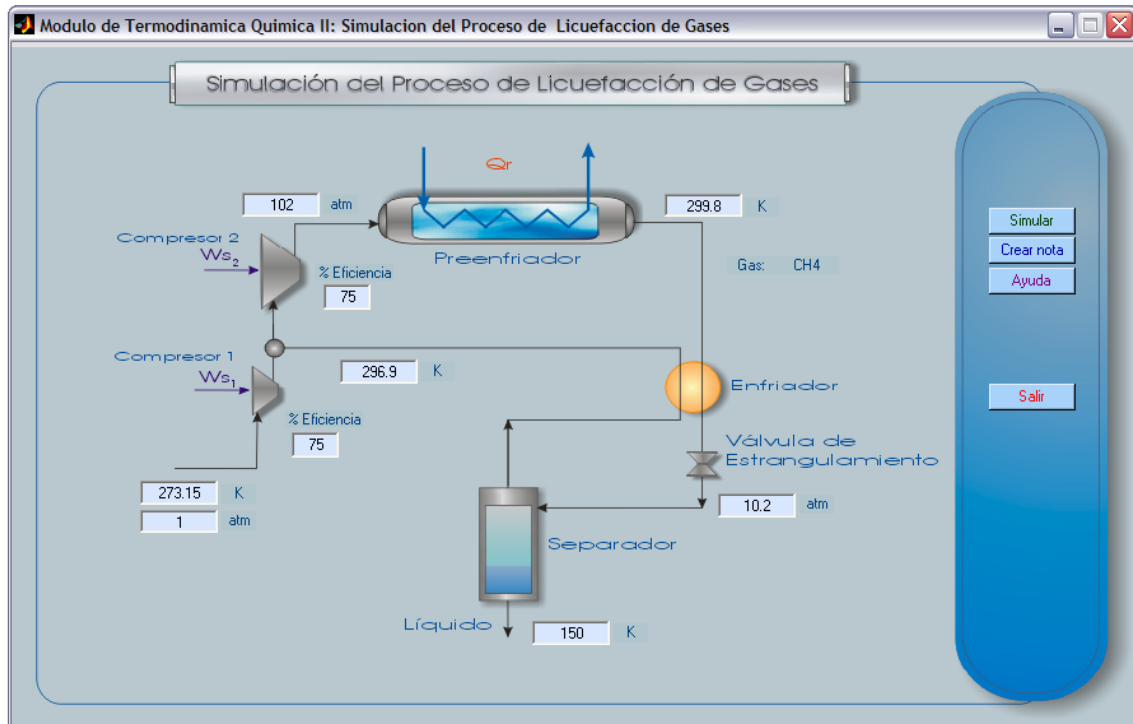 Modulo de Termodinamica Quimica II: Simulacion del Proceso de Licuefaccion de Gases
Simulación del Proceso de Licuefacción de Gases
Qr
102 atm
299.8 K
Compresor 2
Ws2
Preenfriador
Gas: CH4
% Eficiencia
75
Compresor 1
Ws1
296.9 K
Enfriador
% Eficiencia
75
Válvula de
Estrangulamiento
273.15 K
1 atm
10.2 atm
Separador
Líquido
150 K
Simular
Crear nota
Ayuda
Salir